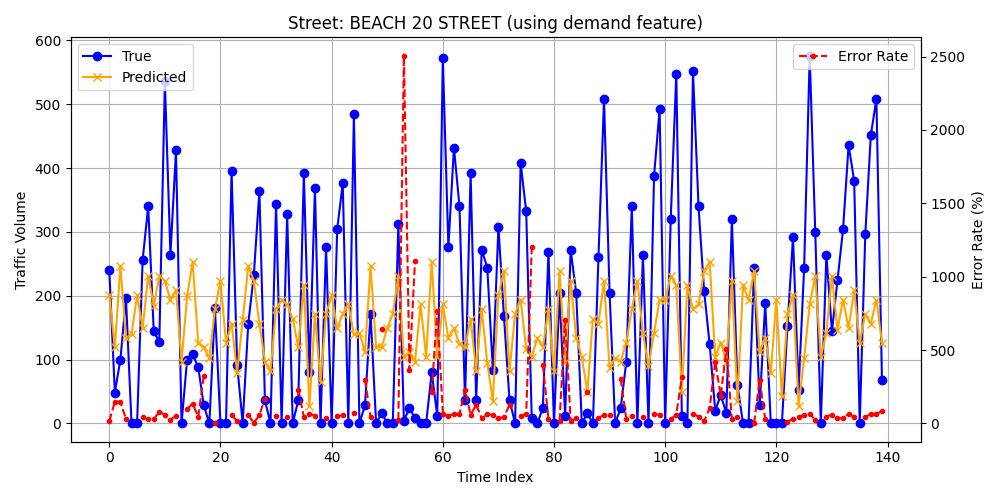 Street: BEACH 20 STREET (using demand feature)
True
Predicted
Error Rate
Traffic Volume
600
500
400
300
200
100
0
2500
2000
1500
1000
500
0
Error Rate (%)
0 20 40 60 80 100 120 140
Time Index